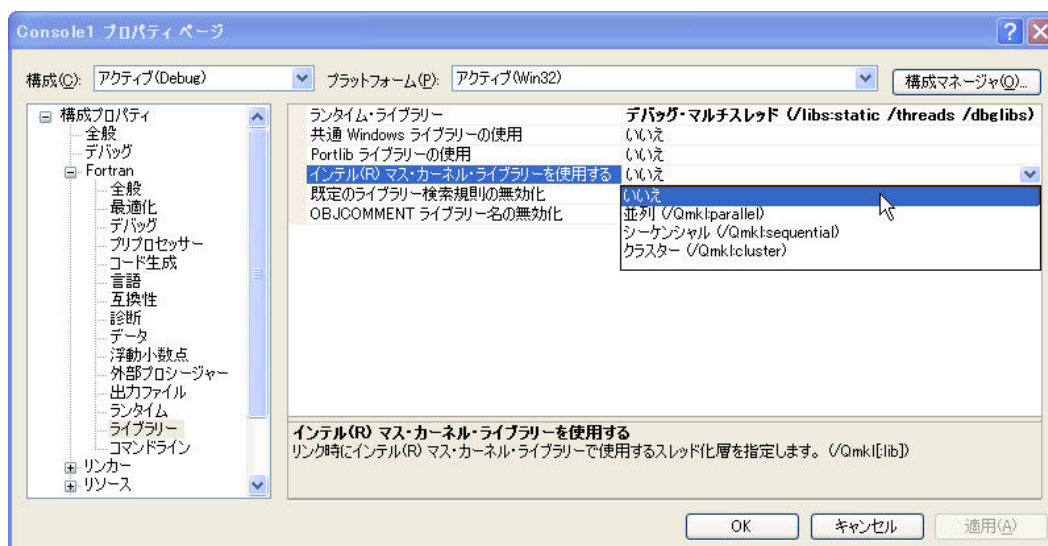 Console1 プロパティ ページ
構成(C): アクティブ(Debug) プラットフォーム(P): アクティブ(Win32) 構成マネージャ(O)...
構成プロパティ
全般
デバッグ
Fortran
全般
最適化
デバッグ
プリプロセッサー
コード生成
言語
互換性
診断
データ
浮動小数点
外部プロシージャー
出力ファイル
ランタイム
ライブラリー
コマンドライン
リンカー
リソース
ランタイム・ライブラリー デバッグ・マルチスレッド (/libs:static /threads /dbglibs)
共通 Windows ライブラリーの使用 いいえ
Portlib ライブラリーの使用 いいえ
インテル(R) マス・カーネル・ライブラリーを使用する いいえ
既定のライブラリー検索規則の無効化 いいえ
OBJCOMMENT ライブラリー名の無効化 並列 (/Qmkl:parallel)
シーケンシャル (/Qmkl:sequential)
クラスター (/Qmkl:cluster)
インテル(R) マス・カーネル・ライブラリーを使用する
リンク時にインテル(R) マス・カーネル・ライブラリーで使用するスレッド化層を指定します。 (/Qmkl[:lib])
OK キャンセル 適用(A)